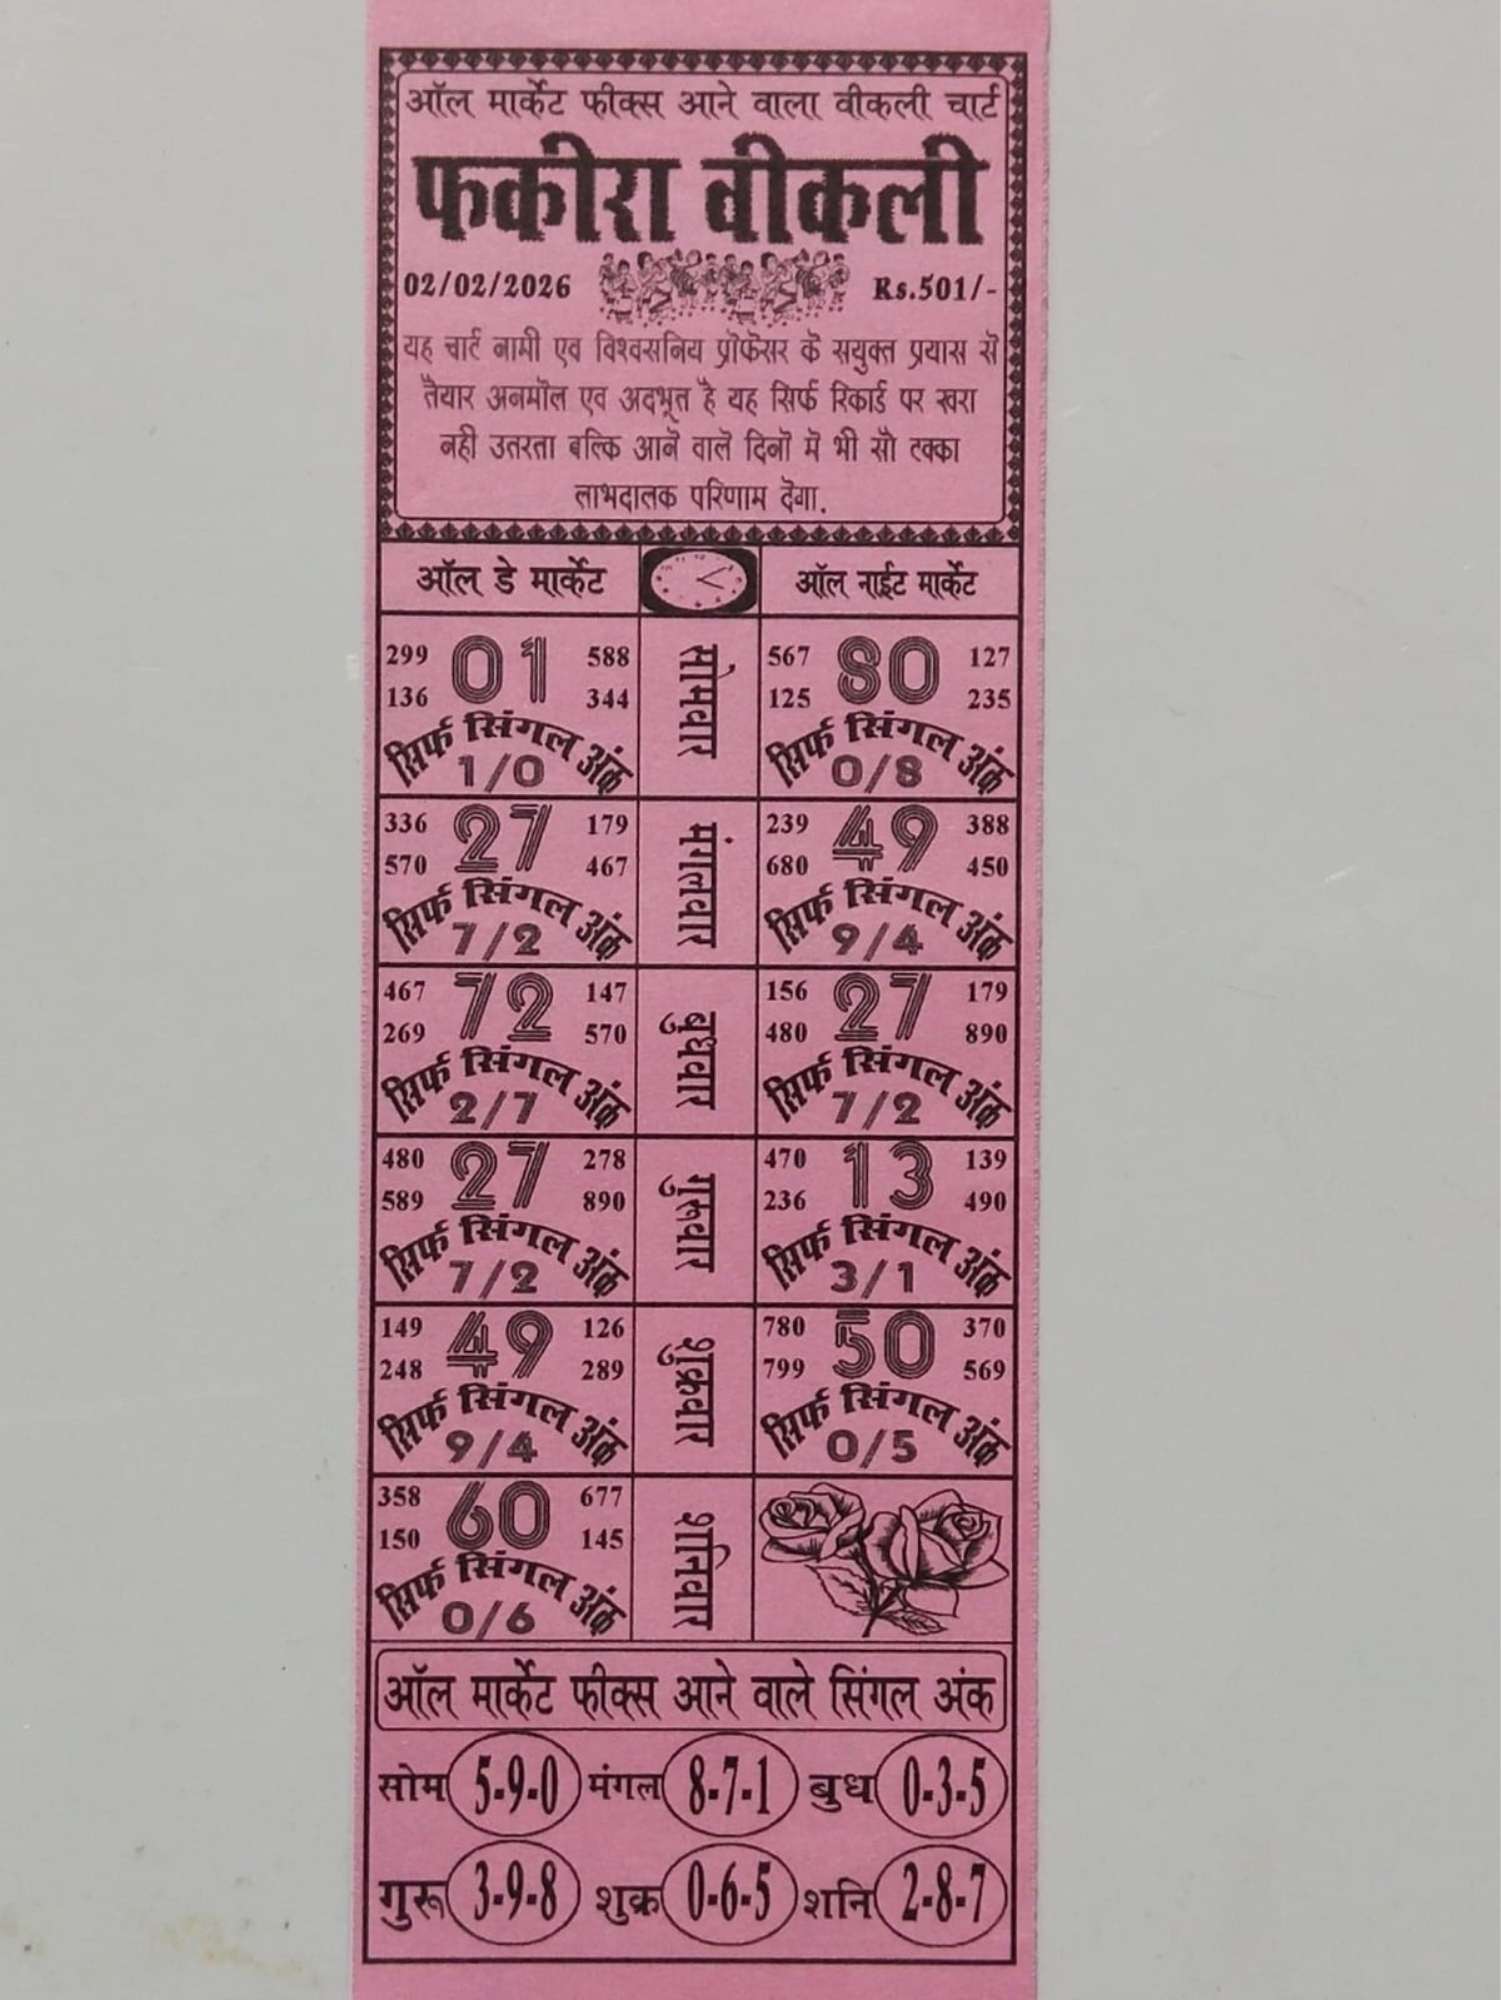 ऑल मार्केट फीक्स आने वाला वीकली चार्ट
फकीरा वीकली
02/02/2026 Rs.501/-
यह चार्ट नामी एव विश्वसनिय प्रोफेसर के सयुक्त प्रयास से
तैयार अनमोल एव अदभूत है यह सिर्फ रिकार्ड पर खरा
नही उतरता बल्कि आने वाले दिनो मे भी सौ टक्का
लाभदालक परिणाम देगा.
ऑल डे मार्केट ऑल नाईट मार्केट
299 01 588 सोमवार 567 80 127
136 344 125 235
सिर्फ सिंगल अंक सिर्फ सिंगल अंक
1/0 0/8
336 27 179 मंगलवार 239 49 388
570 467 680 450
सिर्फ सिंगल अंक सिर्फ सिंगल अंक
7/2 9/4
467 72 147 बुधवार 156 27 179
269 570 480 890
सिर्फ सिंगल अंक सिर्फ सिंगल अंक
2/7 7/2
480 27 278 गुरूवार 470 13 139
589 890 236 490
सिर्फ सिंगल अंक सिर्फ सिंगल अंक
7/2 3/1
149 49 126 शुक्रवार 780 50 370
248 289 799 569
सिर्फ सिंगल अंक सिर्फ सिंगल अंक
9/4 0/5
358 60 677 शनिवार
150 145
सिर्फ सिंगल अंक
0/6
ऑल मार्केट फीक्स आने वाले सिंगल अंक
सोम 5-9-0 मंगल 8-7-1 बुध 0-3-5
गुरू 3-9-8 शुक्र 0-6-5 शनि 2-8-7